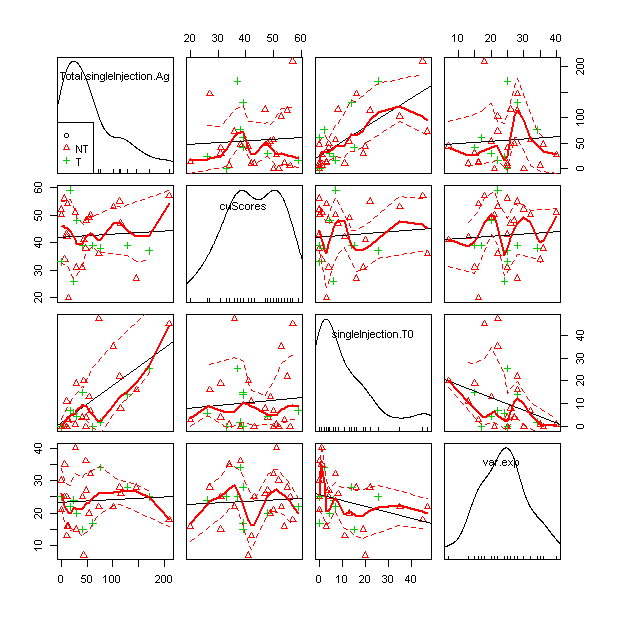 20 30 40 50 60
10 20 30 40
Total.singleInjection.Ag
NT
T
0 50 100 200
20 30 40 50 60
cuScores
singleInjection.T0
0 10 20 30 40
10 20 30 40
var.exp
0 50 100 200
0 10 20 30 40